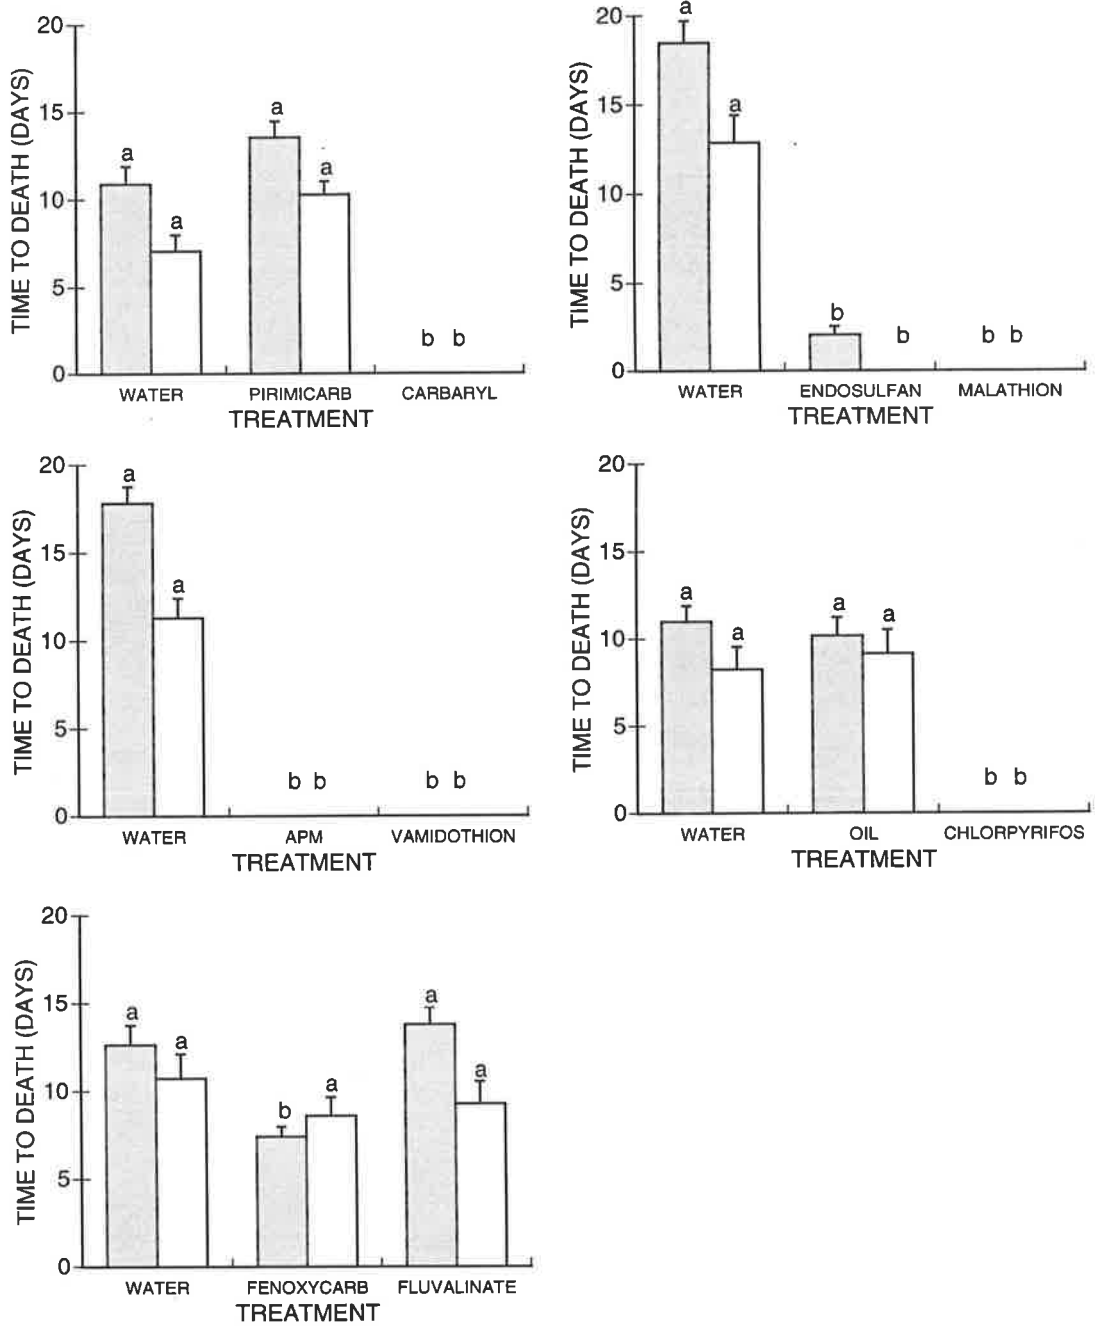 TIME TO DEATH (DAYS)
20
15
10
5
0
a
a
a
a
b b
WATER PIRIMICARB CARBARYL
TREATMENT
TIME TO DEATH (DAYS)
20
15
10
5
0
a
a
b
b
b b
WATER ENDOSULFAN MALATHION
TREATMENT
TIME TO DEATH (DAYS)
20
15
10
5
0
a
a
b b
b b
WATER APM VAMIDOTHION
TREATMENT
TIME TO DEATH (DAYS)
20
15
10
5
0
a
a
a
a
b b
WATER OIL CHLORPYRIFOS
TREATMENT
TIME TO DEATH (DAYS)
20
15
10
5
0
a
a
b
a
a
a
WATER FENOXYCARB FLUVALINATE
TREATMENT